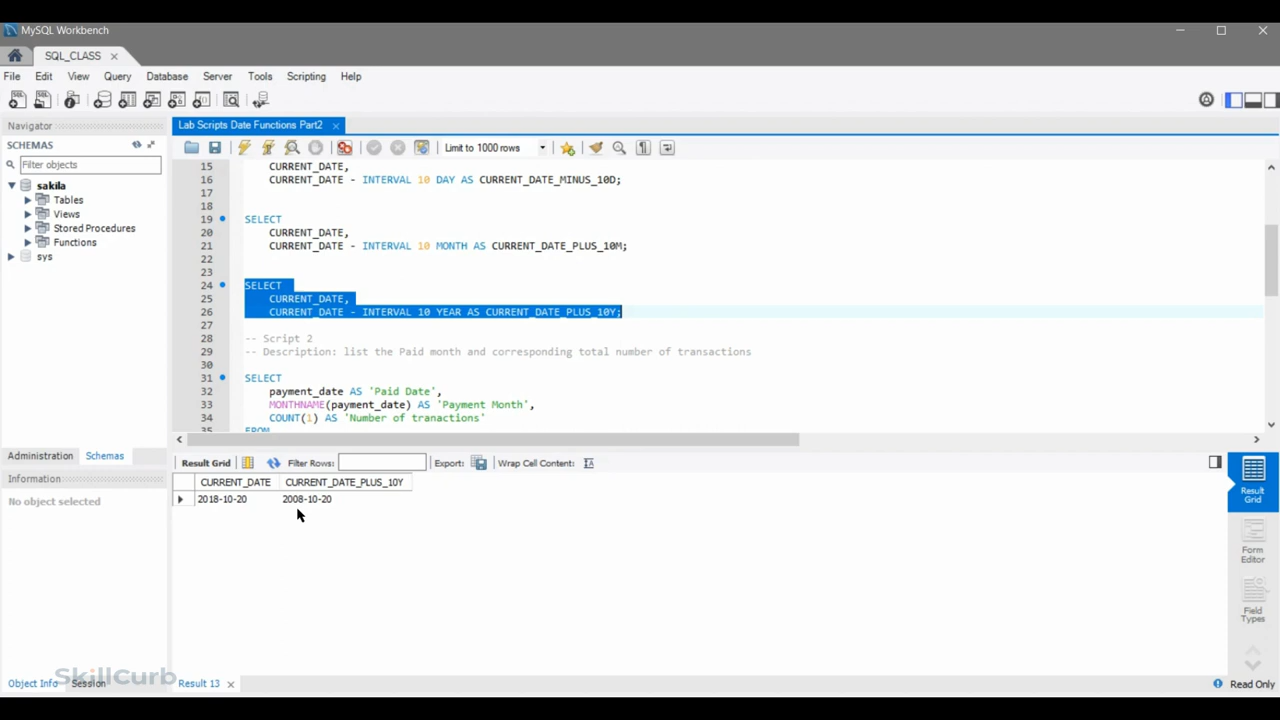 MySQL Workbench
SQL_CLASS
File Edit View Query Database Server Tools Scripting Help
Navigator
Lab Scripts Date Functions Part2
SCHEMAS
Limit to 1000 rows
Filter objects
sakila
Tables
Views
Stored Procedures
Functions
sys
15 CURRENT_DATE,
16 CURRENT_DATE - INTERVAL 10 DAY AS CURRENT_DATE_MINUS_10D;
17
18
19 SELECT
20 CURRENT_DATE,
21 CURRENT_DATE - INTERVAL 10 MONTH AS CURRENT_DATE_PLUS_10M;
22
23
24 SELECT
25 CURRENT_DATE,
26 CURRENT_DATE - INTERVAL 10 YEAR AS CURRENT_DATE_PLUS_10Y;
27
28 -- Script 2
29 -- Description: list the Paid month and corresponding total number of transactions
30
31 SELECT
32 payment_date AS 'Paid Date',
33 MONTHNAME(payment_date) AS 'Payment Month',
34 COUNT(1) AS 'Number of tranactions'
35 FROM
Administration Schemas
Information
No object selected
Result Grid Filter Rows: Export: Wrap Cell Content:
CURRENT_DATE CURRENT_DATE_PLUS_10Y
2018-10-20 2008-10-20
Result
Grid
Form
Editor
Field
Types
SkillCurb
Object Info Session
Result 13
Read Only